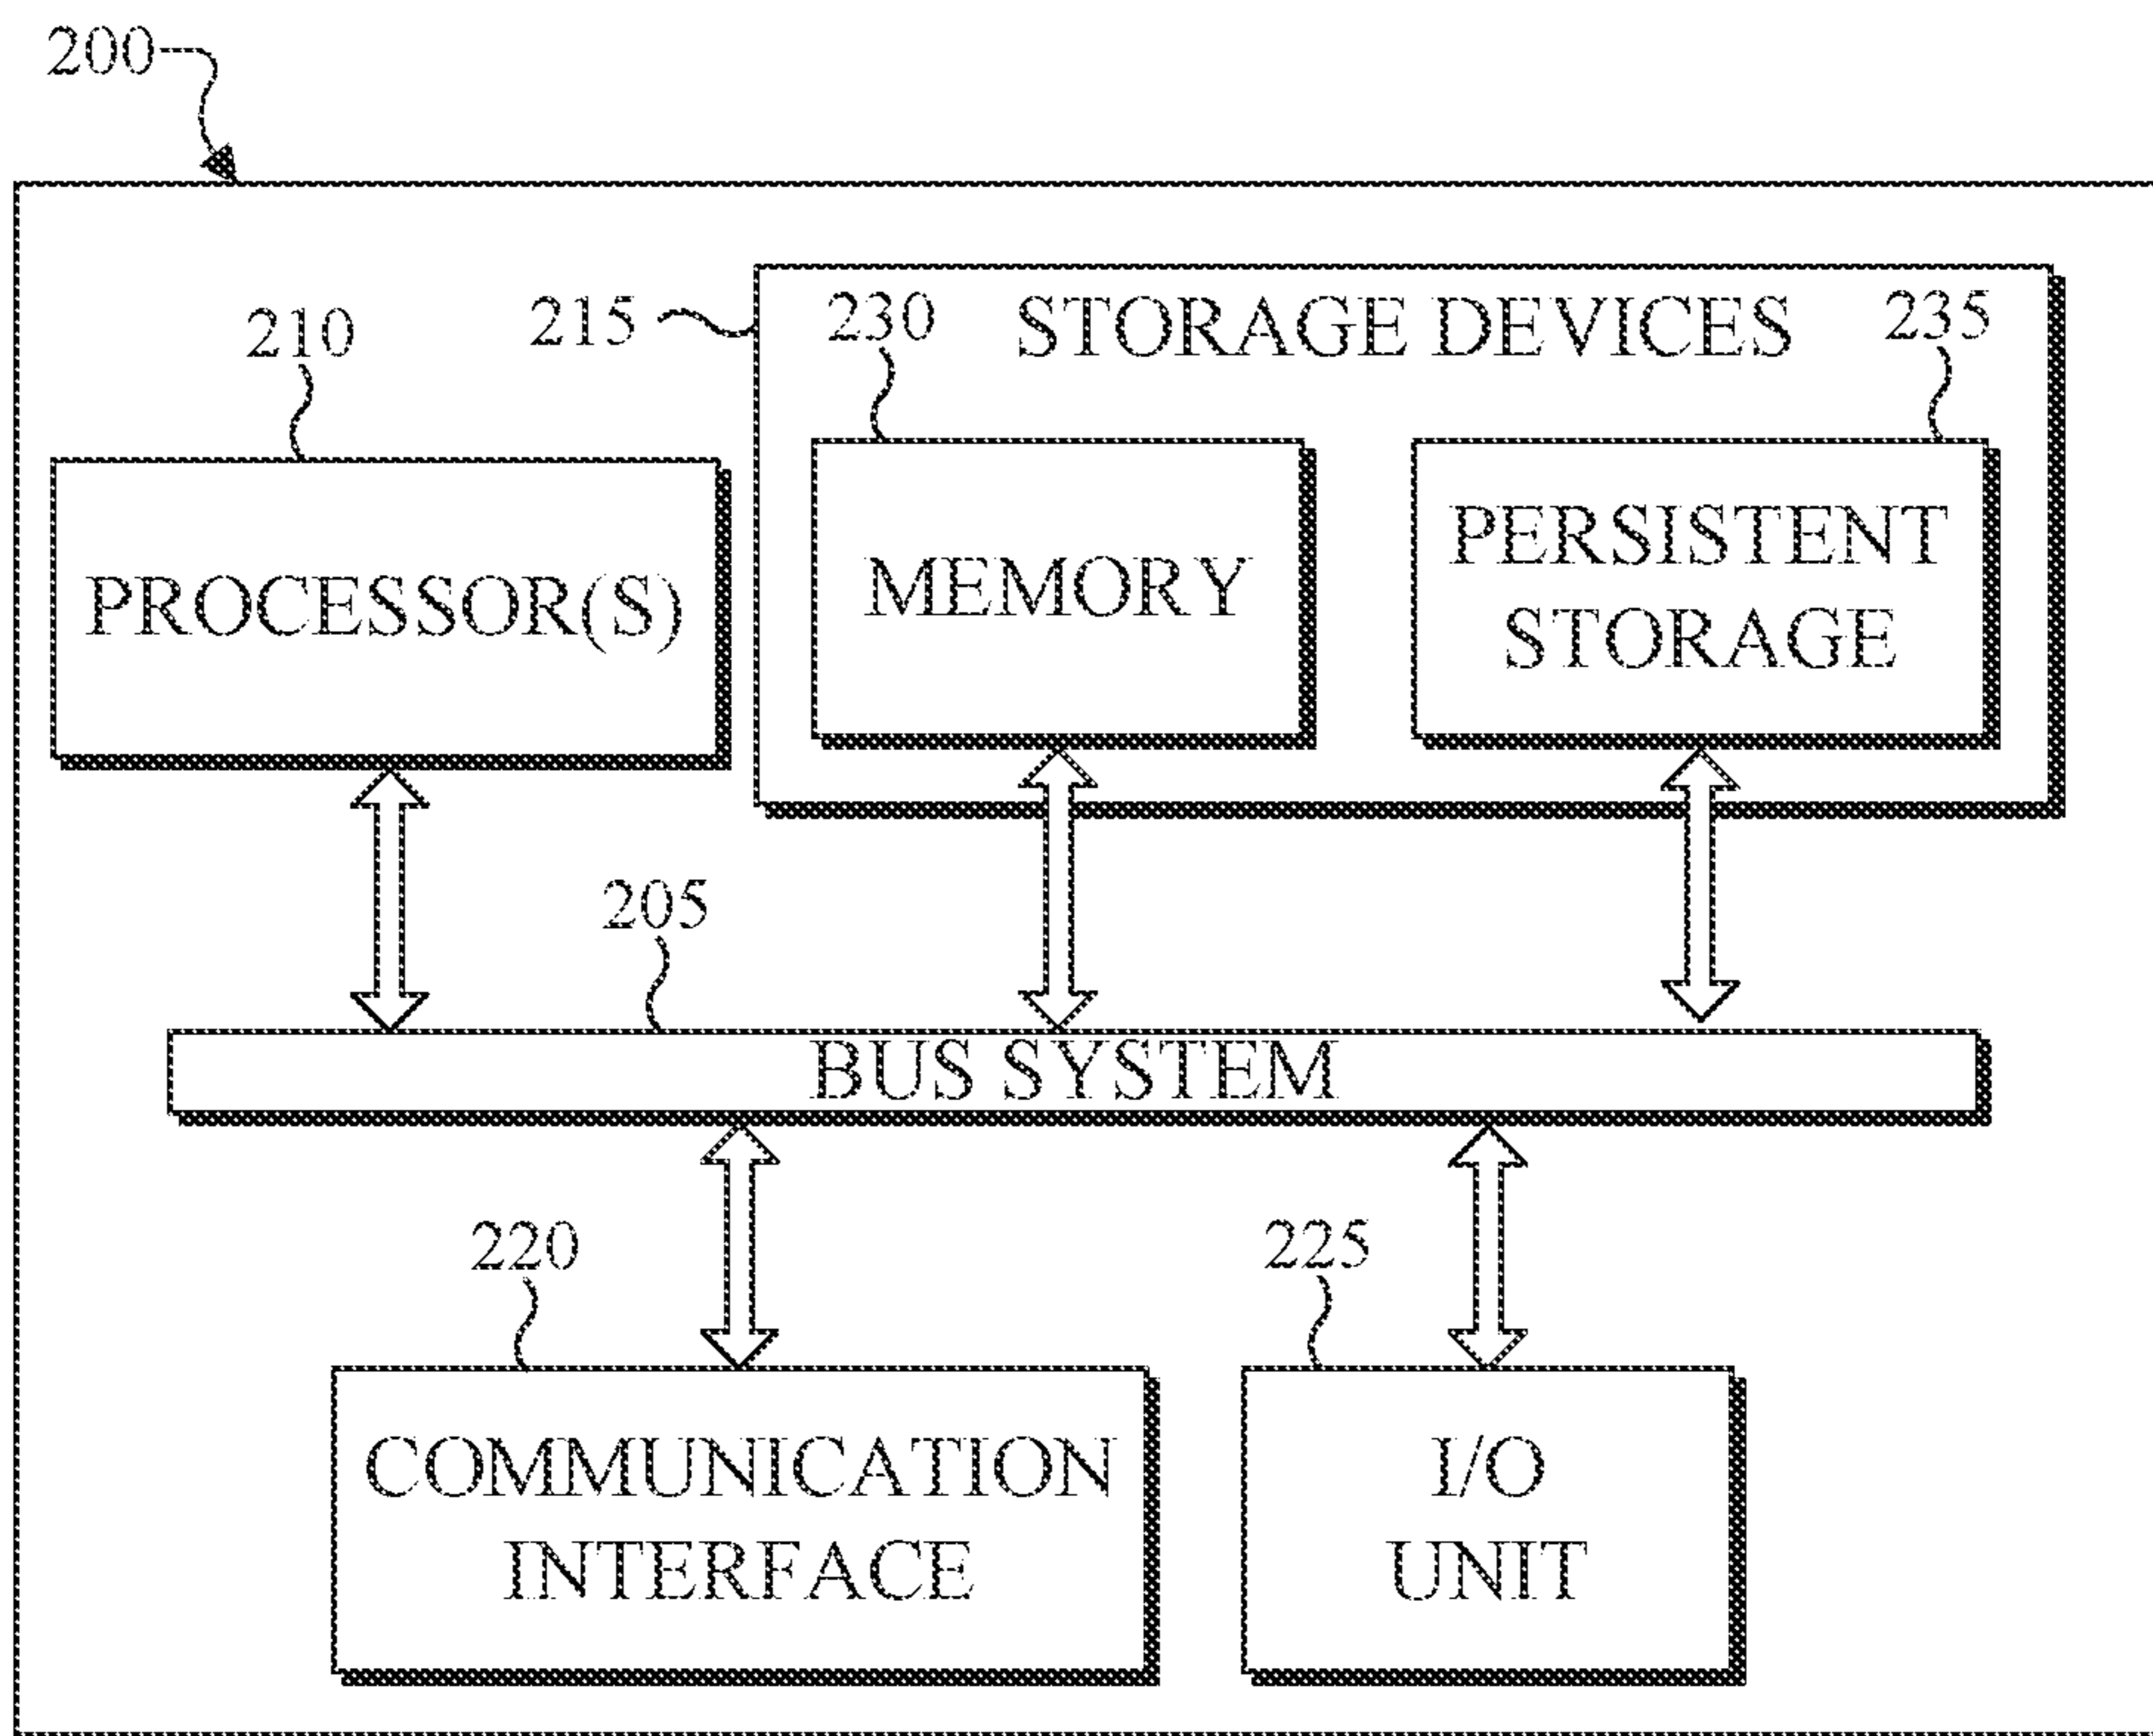 200
210
215
230
STORAGE DEVICES
235
PROCESSOR(S)
MEMORY
PERSISTENT
STORAGE
205
BUS SYSTEM
220
225
COMMUNICATION
INTERFACE
I/O
UNIT